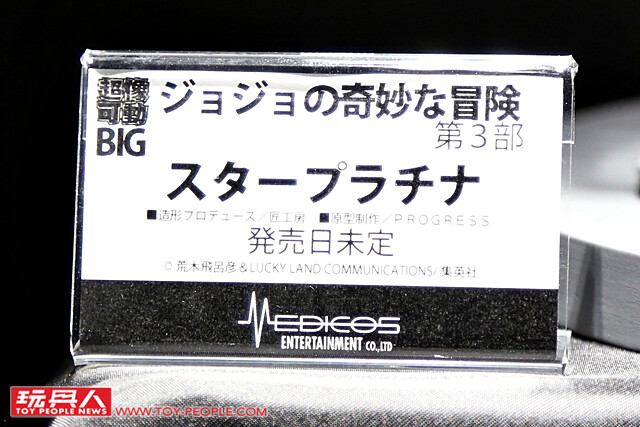 超像可動 BIG
ジョジョの奇妙な冒険
第3部
スタープラチナ
■造形プロデュース／匠工房　■原型制作／PROGRESS
発売日未定
© 荒木飛呂彦&LUCKY LAND COMMUNICATIONS/集英社
MEDICOS
ENTERTAINMENT CO.,LTD
玩具人
TOY PEOPLE NEWS
WWW.TOY-PEOPLE.COM